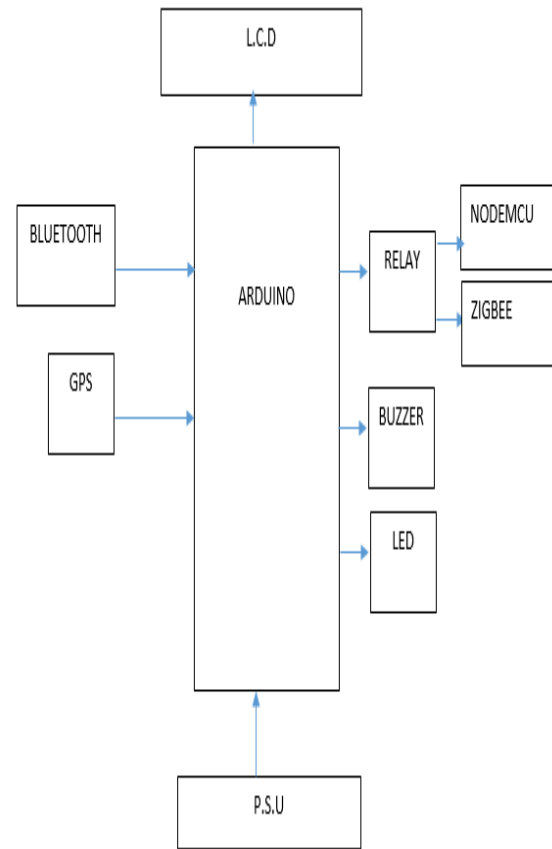 L.C.D
BLUETOOTH
ARDUINO
RELAY
NODEMCU
ZIGBEE
GPS
BUZZER
LED
P.S.U